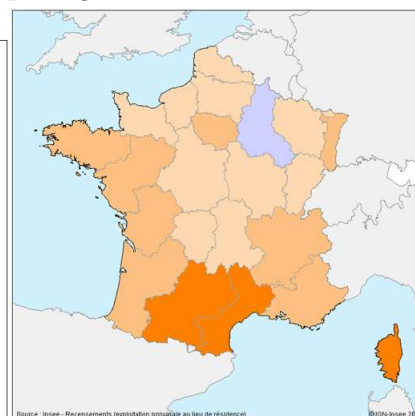 Source : Insee - Recensements (exploitation principale au lieu de résidence)
©IGN-Insee 20